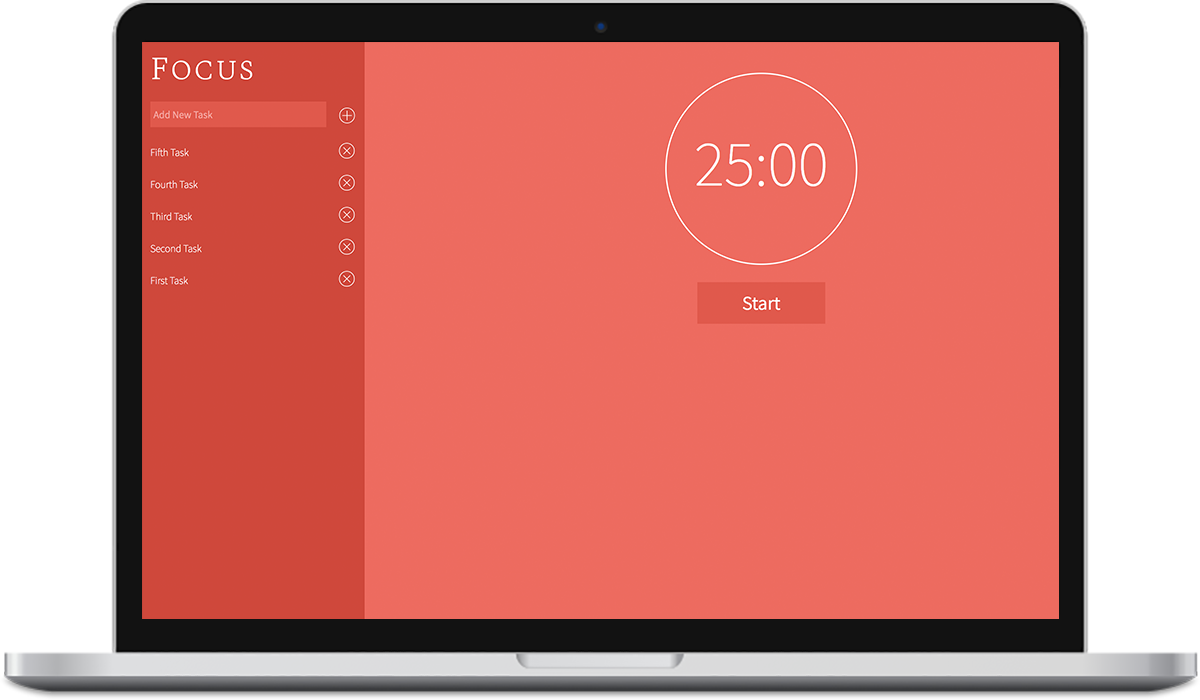 FOCUS
Add New Task
Fifth Task
Fourth Task
Third Task
Second Task
First Task
25:00
Start